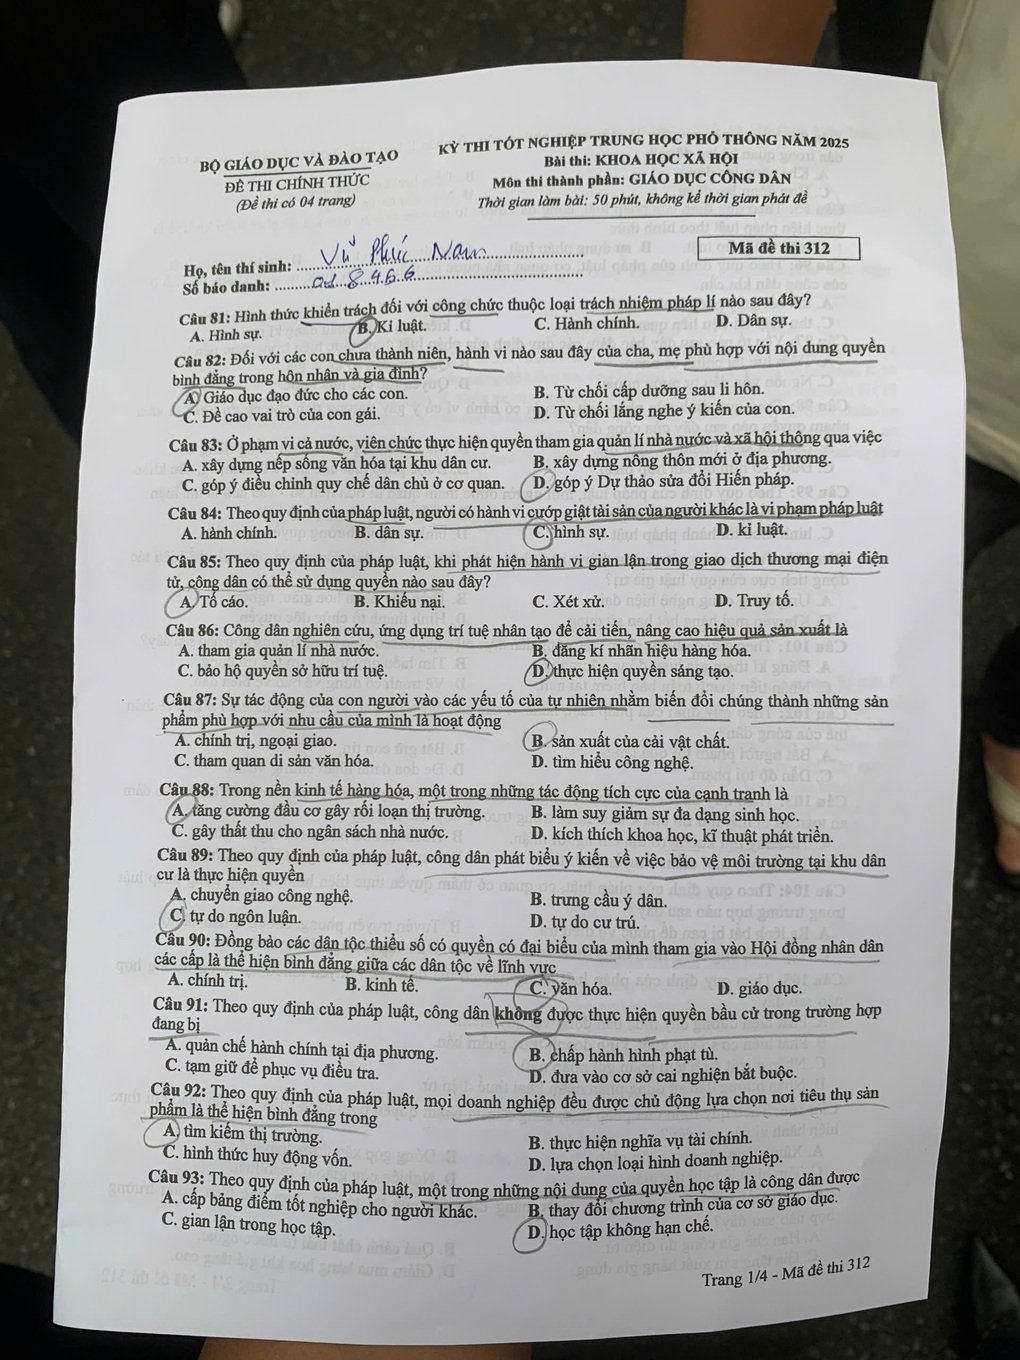 BỘ GIÁO DỤC VÀ ĐÀO TẠO
ĐỀ THI CHÍNH THỨC
(Đề thi có 04 trang)
KỲ THI TỐT NGHIỆP TRUNG HỌC PHỔ THÔNG NĂM 2025
Bài thi: KHOA HỌC XÃ HỘI
Môn thi thành phần: GIÁO DỤC CÔNG DÂN
Thời gian làm bài: 50 phút, không kể thời gian phát đề
Mã đề thi 312
Họ, tên thí sinh: Vũ Phúc Nam
Số báo danh:
Câu 81: Hình thức khiển trách đối với công chức thuộc loại trách nhiệm pháp lí nào sau đây?
A. Hình sự. B. Kỉ luật. C. Hành chính. D. Dân sự.
Câu 82: Đối với các con chưa thành niên, hành vi nào sau đây của cha, mẹ phù hợp với nội dung quyền
bình đẳng trong hôn nhân và gia đình?
A. Giáo dục đạo đức cho các con. B. Từ chối cấp dưỡng sau li hôn.
C. Đề cao vai trò của con gái. D. Từ chối lắng nghe ý kiến của con.
Câu 83: Ở phạm vi cả nước, viên chức thực hiện quyền tham gia quản lí nhà nước và xã hội thông qua việc
A. xây dựng nếp sống văn hóa tại khu dân cư. B. xây dựng nông thôn mới ở địa phương.
C. góp ý điều chỉnh quy chế dân chủ ở cơ quan. D. góp ý Dự thảo sửa đổi Hiến pháp.
Câu 84: Theo quy định của pháp luật, người có hành vi cướp giật tài sản của người khác là vi phạm pháp luật
A. hành chính. B. dân sự. C. hình sự. D. kỉ luật.
Câu 85: Theo quy định của pháp luật, khi phát hiện hành vi gian lận trong giao dịch thương mại điện
tử, công dân có thể sử dụng quyền nào sau đây?
A. Tố cáo. B. Khiếu nại. C. Xét xử. D. Truy tố.
Câu 86: Công dân nghiên cứu, ứng dụng trí tuệ nhân tạo để cải tiến, nâng cao hiệu quả sản xuất là
A. tham gia quản lí nhà nước. B. đăng kí nhãn hiệu hàng hóa.
C. bảo hộ quyền sở hữu trí tuệ. D. thực hiện quyền sáng tạo.
Câu 87: Sự tác động của con người vào các yếu tố của tự nhiên nhằm biến đổi chúng thành những sản
phẩm phù hợp với nhu cầu của mình là hoạt động
A. chính trị, ngoại giao. B. sản xuất của cải vật chất.
C. tham quan di sản văn hóa. D. tìm hiểu công nghệ.
Câu 88: Trong nền kinh tế hàng hóa, một trong những tác động tích cực của cạnh tranh là
A. tăng cường đầu cơ gây rối loạn thị trường. B. làm suy giảm sự đa dạng sinh học.
C. gây thất thu cho ngân sách nhà nước. D. kích thích khoa học, kĩ thuật phát triển.
Câu 89: Theo quy định của pháp luật, công dân phát biểu ý kiến về việc bảo vệ môi trường tại khu dân
cư là thực hiện quyền
A. chuyển giao công nghệ. B. trưng cầu ý dân.
C. tự do ngôn luận. D. tự do cư trú.
Câu 90: Đồng bào các dân tộc thiểu số có quyền có đại biểu của mình tham gia vào Hội đồng nhân dân
các cấp là thể hiện bình đẳng giữa các dân tộc về lĩnh vực
A. chính trị. B. kinh tế. C. văn hóa. D. giáo dục.
Câu 91: Theo quy định của pháp luật, công dân không được thực hiện quyền bầu cử trong trường hợp
đang bị
A. quản chế hành chính tại địa phương. B. chấp hành hình phạt tù.
C. tạm giữ để phục vụ điều tra. D. đưa vào cơ sở cai nghiện bắt buộc.
Câu 92: Theo quy định của pháp luật, mọi doanh nghiệp đều được chủ động lựa chọn nơi tiêu thụ sản
phẩm là thể hiện bình đẳng trong
A. tìm kiếm thị trường. B. thực hiện nghĩa vụ tài chính.
C. hình thức huy động vốn. D. lựa chọn loại hình doanh nghiệp.
Câu 93: Theo quy định của pháp luật, một trong những nội dung của quyền học tập là công dân được
A. cấp bảng điểm tốt nghiệp cho người khác. B. thay đổi chương trình của cơ sở giáo dục.
C. gian lận trong học tập. D. học tập không hạn chế.
Trang 1/4 - Mã đề thi 312